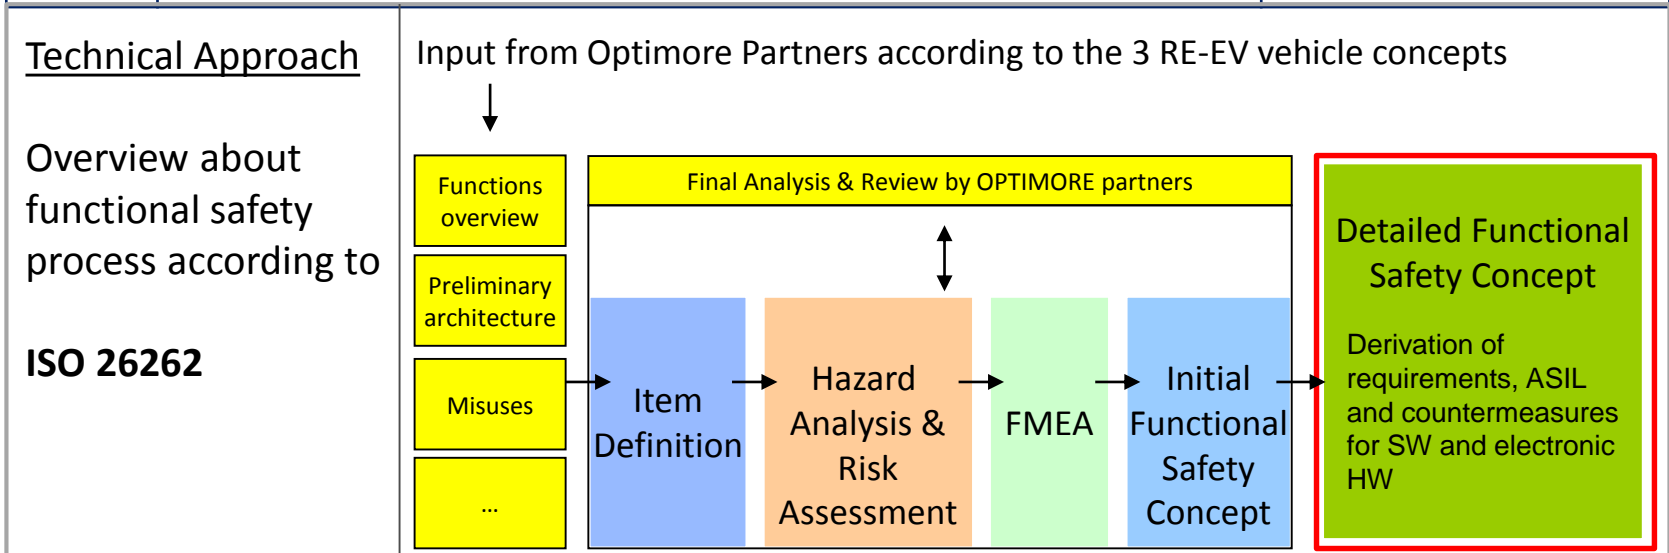 Technical Approach
Overview about
functional safety
process according to
ISO 26262
Input from Optimore Partners according to the 3 RE-EV vehicle concepts
Functions
overview
Preliminary
architecture
Misuses
...
Final Analysis & Review by OPTIMORE partners
Item
Definition
Hazard
Analysis &
Risk
Assessment
FMEA
Initial
Functional
Safety
Concept
Detailed Functional
Safety Concept
Derivation of
requirements, ASIL
and countermeasures
for SW and electronic
HW